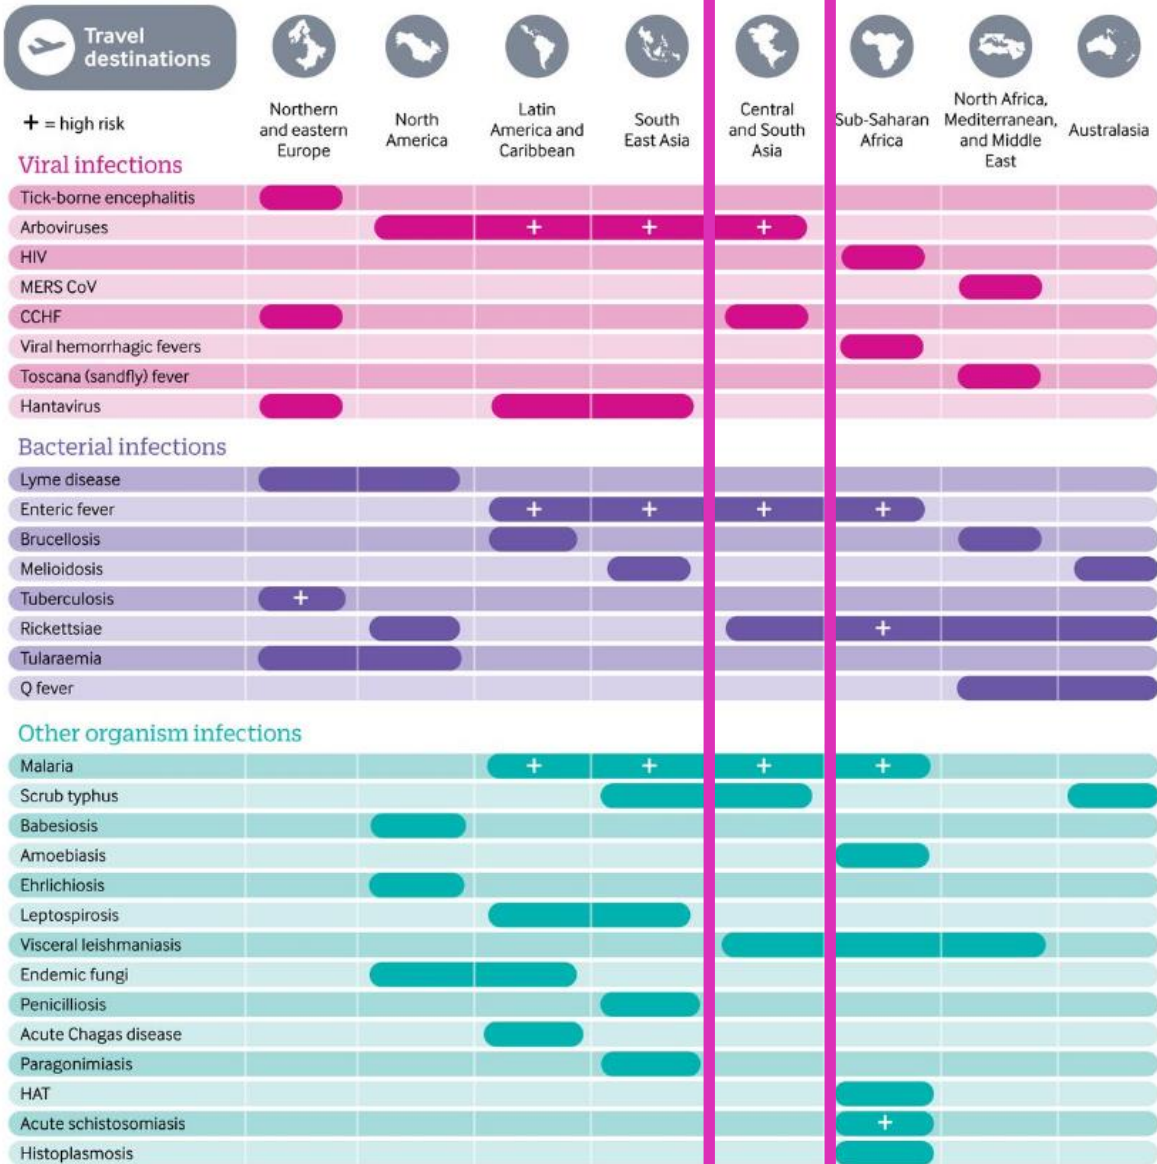 Travel
destinations
+ = high risk
Northern
and eastern
Europe
North
America
Latin
America and
Caribbean
South
East Asia
Central
and South
Asia
Sub-Saharan
Africa
North Africa,
Mediterranean,
and Middle
East
Australasia
Viral infections
Tick-borne encephalitis
Arboviruses + + +
HIV
MERS CoV
CCHF
Viral hemorrhagic fevers
Toscana (sandfly) fever
Hantavirus
Bacterial infections
Lyme disease
Enteric fever + + + +
Brucellosis
Melioidosis
Tuberculosis +
Rickettsiae +
Tularaemia
Q fever
Other organism infections
Malaria + + + +
Scrub typhus
Babesiosis
Amoebiasis
Ehrlichiosis
Leptospirosis
Visceral leishmaniasis
Endemic fungi
Penicilliosis
Acute Chagas disease
Paragonimiasis
HAT
Acute schistosomiasis +
Histoplasmosis